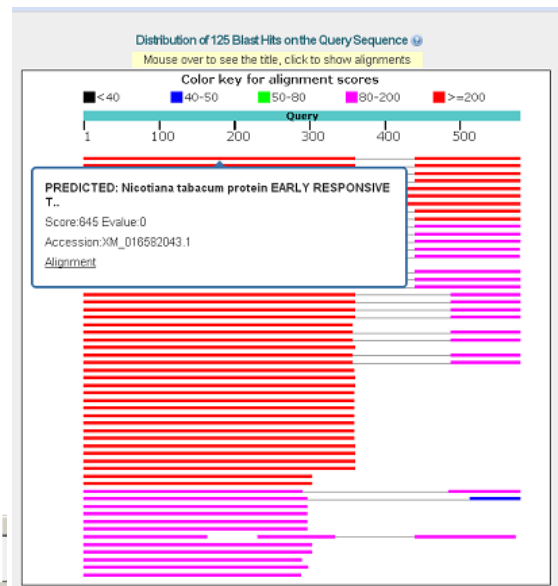 Distribution of 125 Blast Hits on the Query Sequence
Mouse over to see the title, click to show alignments
Color key for alignment scores
<40 40-50 50-80 80-200 >=200
Query
1 100 200 300 400 500
PREDICTED: Nicotiana tabacum protein EARLY RESPONSIVE
T..
Score:645 Evalue:0
Accession:XM_016582043.1
Alignment